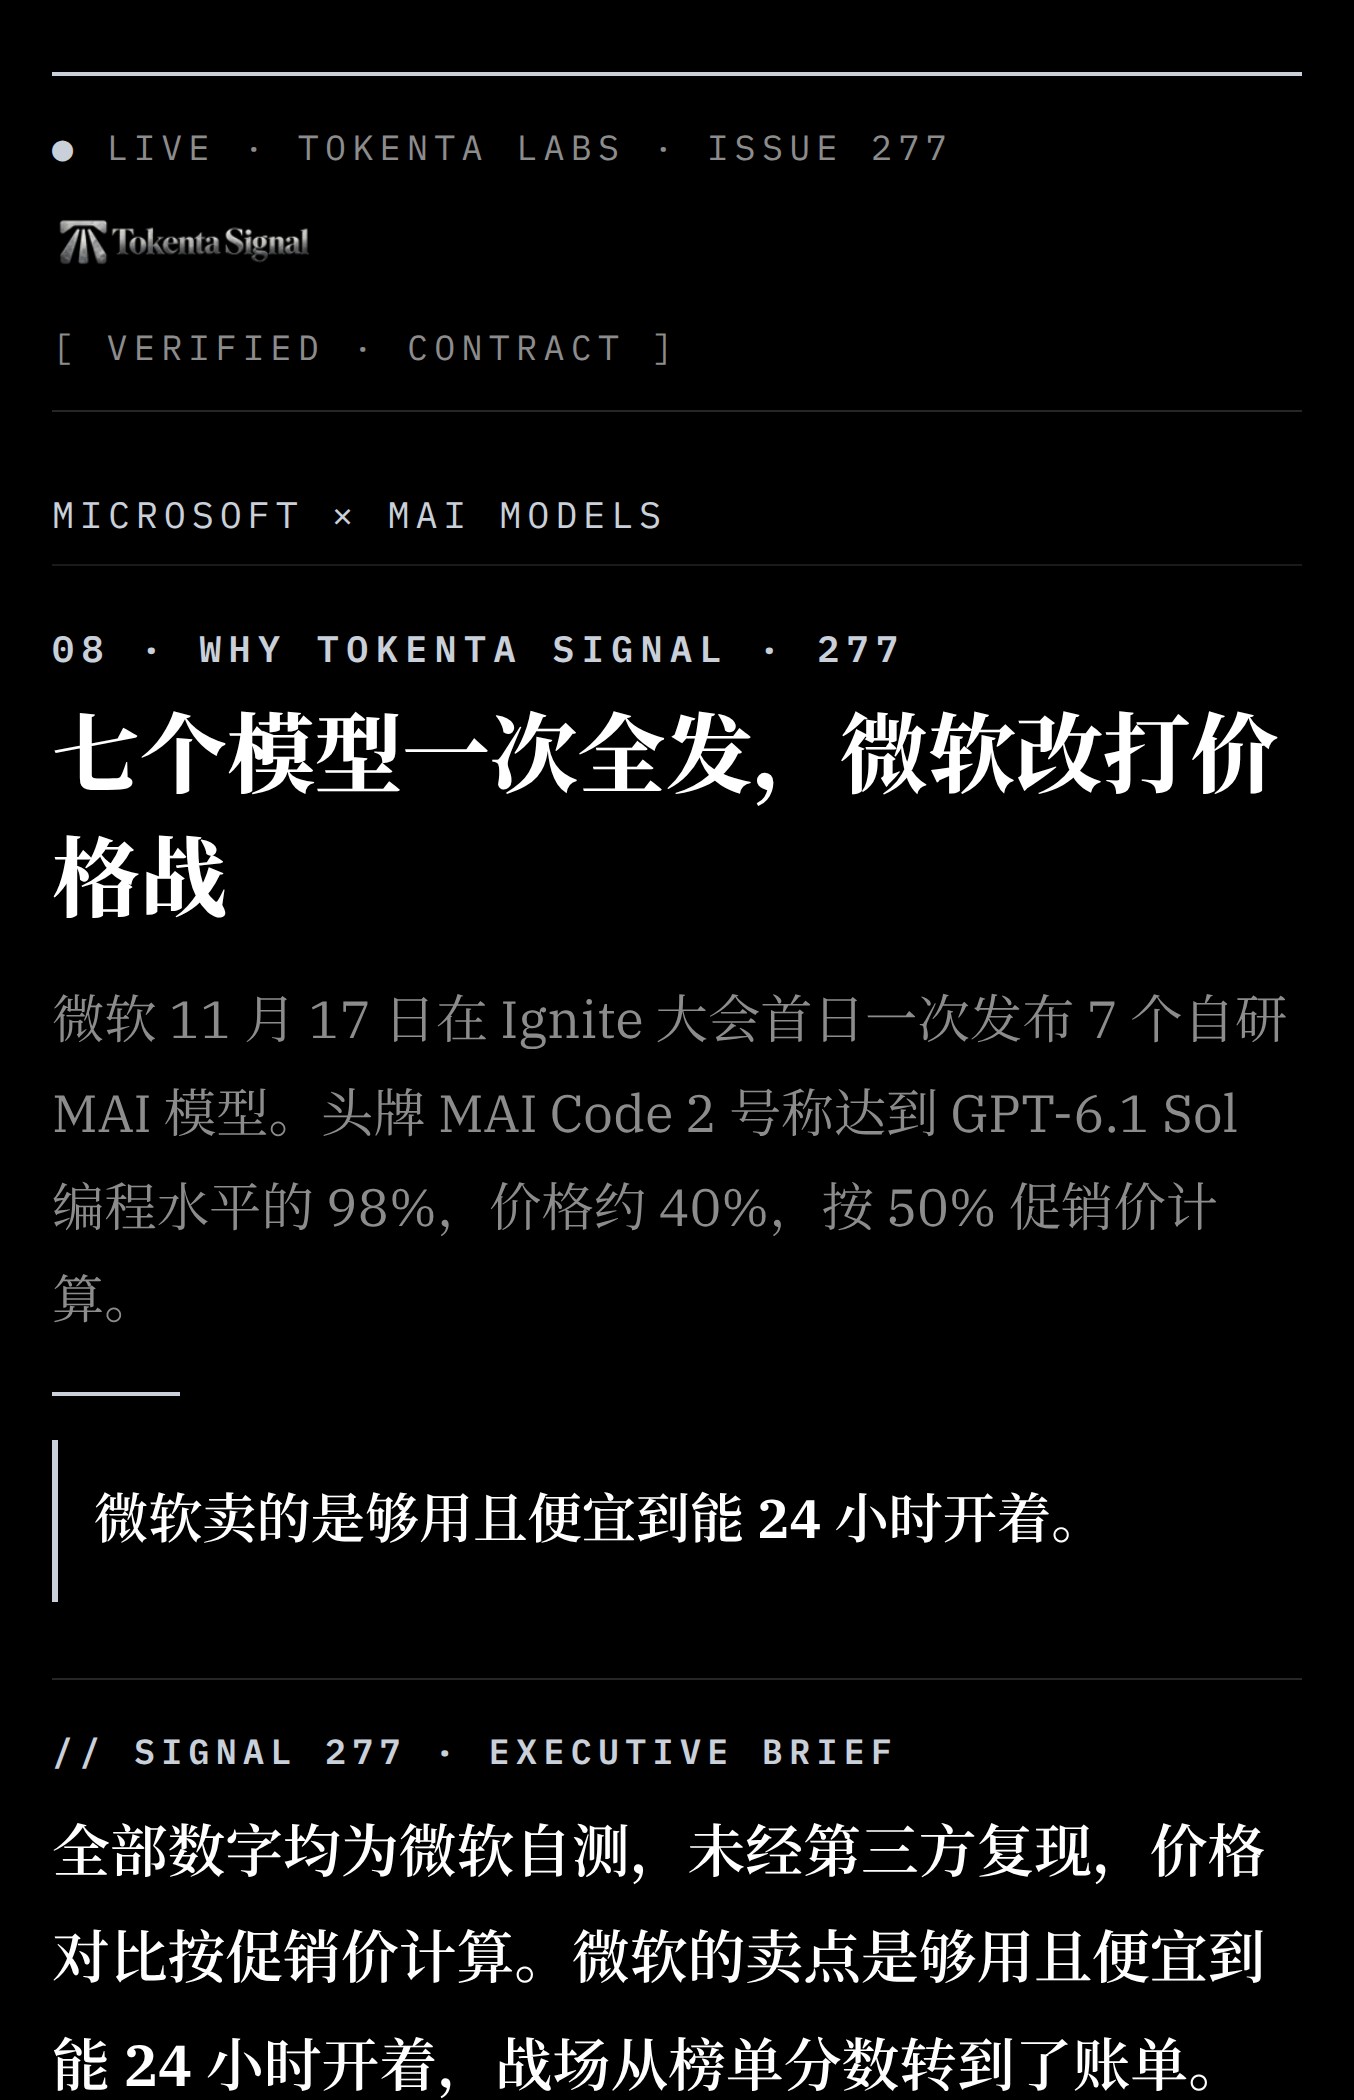 ● LIVE · TOKENTA LABS · ISSUE 277
Tokenta Signal
[ VERIFIED · CONTRACT ]
MICROSOFT × MAI MODELS
08 · WHY TOKENTA SIGNAL · 277
七个模型一次全发，微软改打价
格战
微软 11 月 17 日在 Ignite 大会首日一次发布 7 个自研
MAI 模型。头牌 MAI Code 2 号称达到 GPT-6.1 Sol
编程水平的 98%，价格约 40%，按 50% 促销价计
算。
微软卖的是够用且便宜到能 24 小时开着。
// SIGNAL 277 · EXECUTIVE BRIEF
全部数字均为微软自测，未经第三方复现，价格
对比按促销价计算。微软的卖点是够用且便宜到
能 24 小时开着，战场从榜单分数转到了账单。